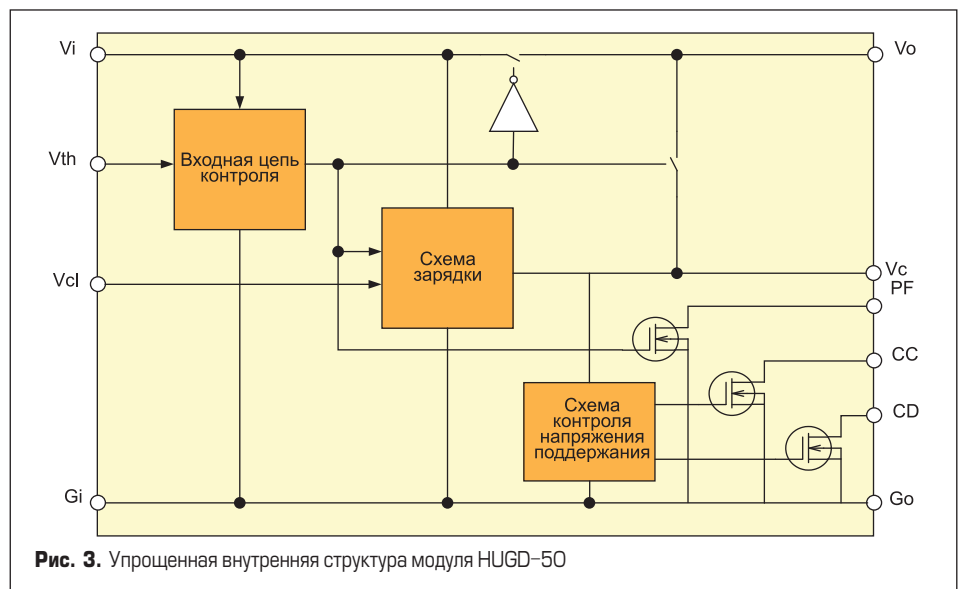 Vi
Vo
Vth
Входная цепь
контроля
Vcl
Схема
зарядки
Vc
PF
CC
CD
Схема
контроля
напряжения
поддержания
Gi
Go
Рис. 3. Упрощенная внутренняя структура модуля HUGD-50